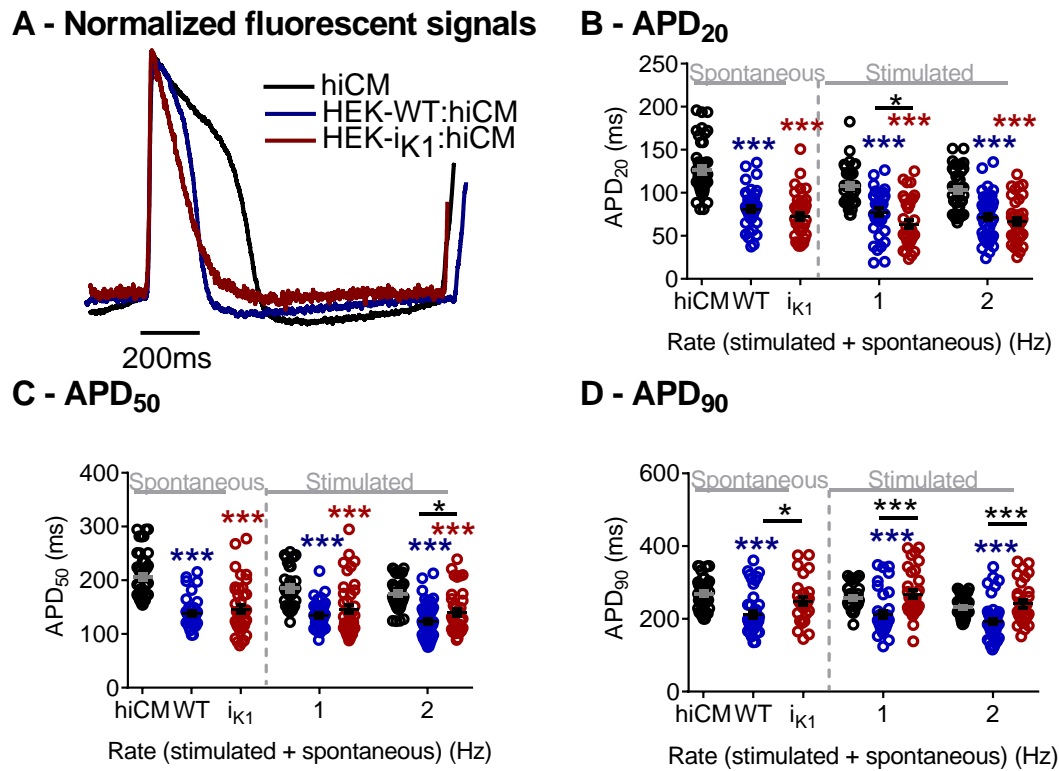 A - Normalized fluorescent signals
hiCM
HEK-WT:hiCM
HEK-iK1:hiCM
200ms
B - APD20
Spontaneous Stimulated
250
200
150
100
50
0
APD20 (ms)
*** *** *** * *** *** ***
hiCM WT iK1 1 2
Rate (stimulated + spontaneous) (Hz)
C - APD50
Spontaneous Stimulated
400
300
200
100
0
APD50 (ms)
*** *** *** *** * *** ***
hiCM WT iK1 1 2
Rate (stimulated + spontaneous) (Hz)
D - APD90
Spontaneous Stimulated
600
400
200
0
APD90 (ms)
*** * *** *** *** ***
hiCM WT iK1 1 2
Rate (stimulated + spontaneous) (Hz)